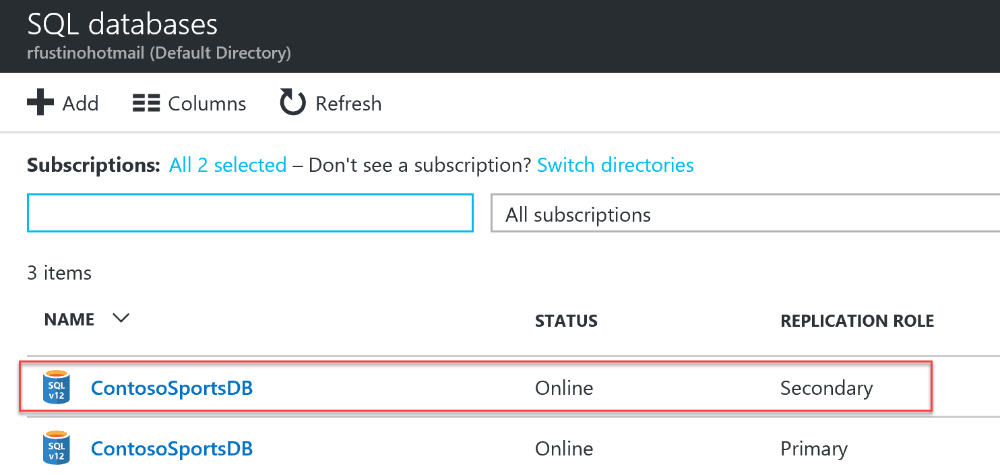 SQL databases
rfustinohotmail (Default Directory)
Add Columns Refresh
Subscriptions: All 2 selected – Don't see a subscription? Switch directories
All subscriptions
3 items
NAME STATUS REPLICATION ROLE
SQL v12 ContosoSportsDB Online Secondary
SQL v12 ContosoSportsDB Online Primary